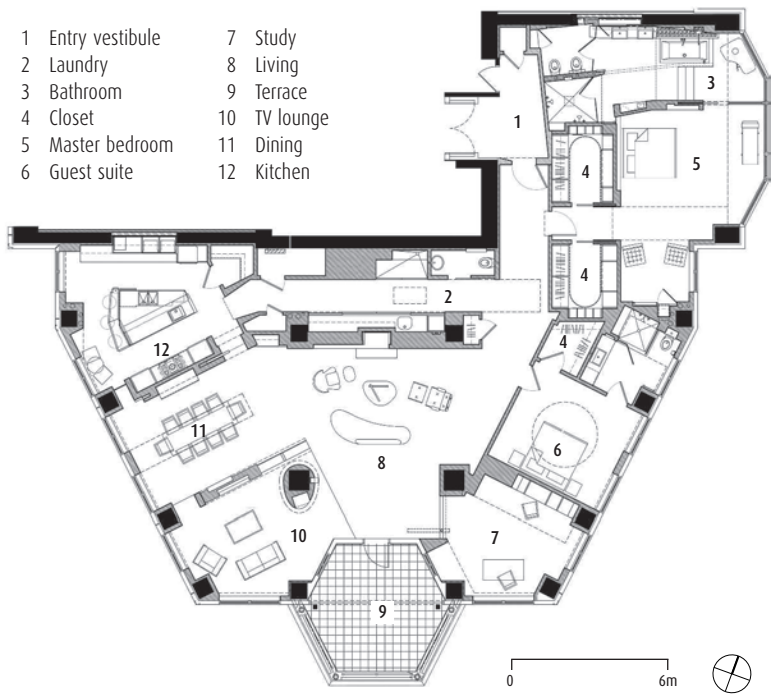 1 Entry vestibule
2 Laundry
3 Bathroom
4 Closet
5 Master bedroom
6 Guest suite
7 Study
8 Living
9 Terrace
10 TV lounge
11 Dining
12 Kitchen
3
1
4
5
4
2
4
12
11
6
8
10
7
9
0 6m